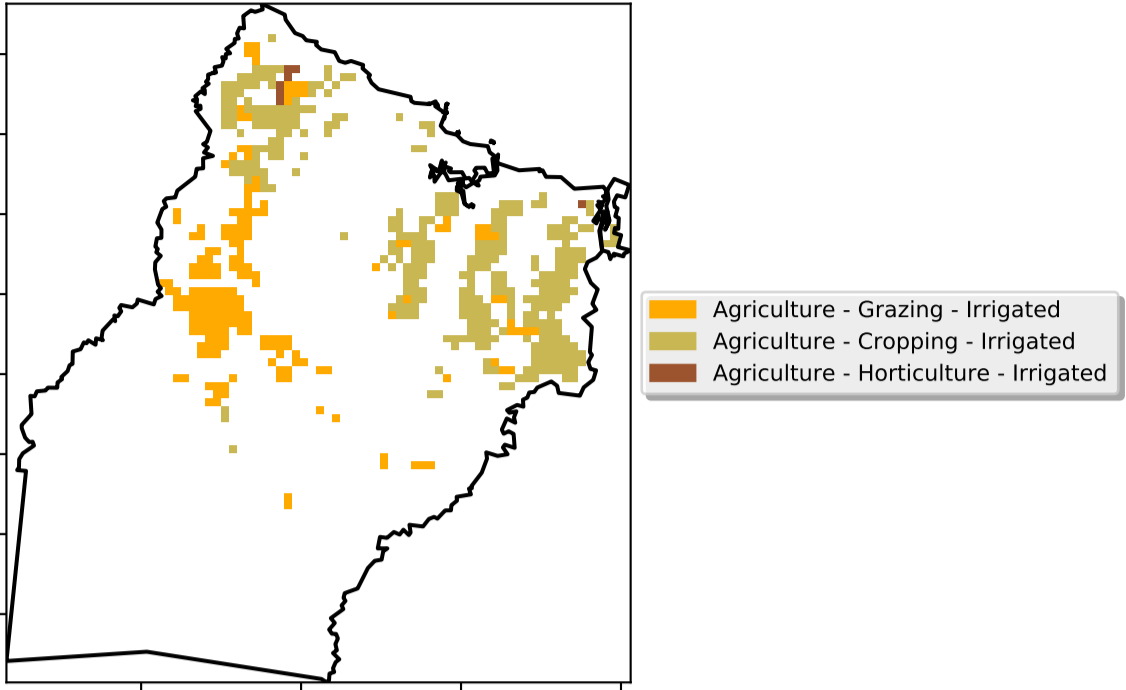 Agriculture - Grazing - Irrigated
Agriculture - Cropping - Irrigated
Agriculture - Horticulture - Irrigated